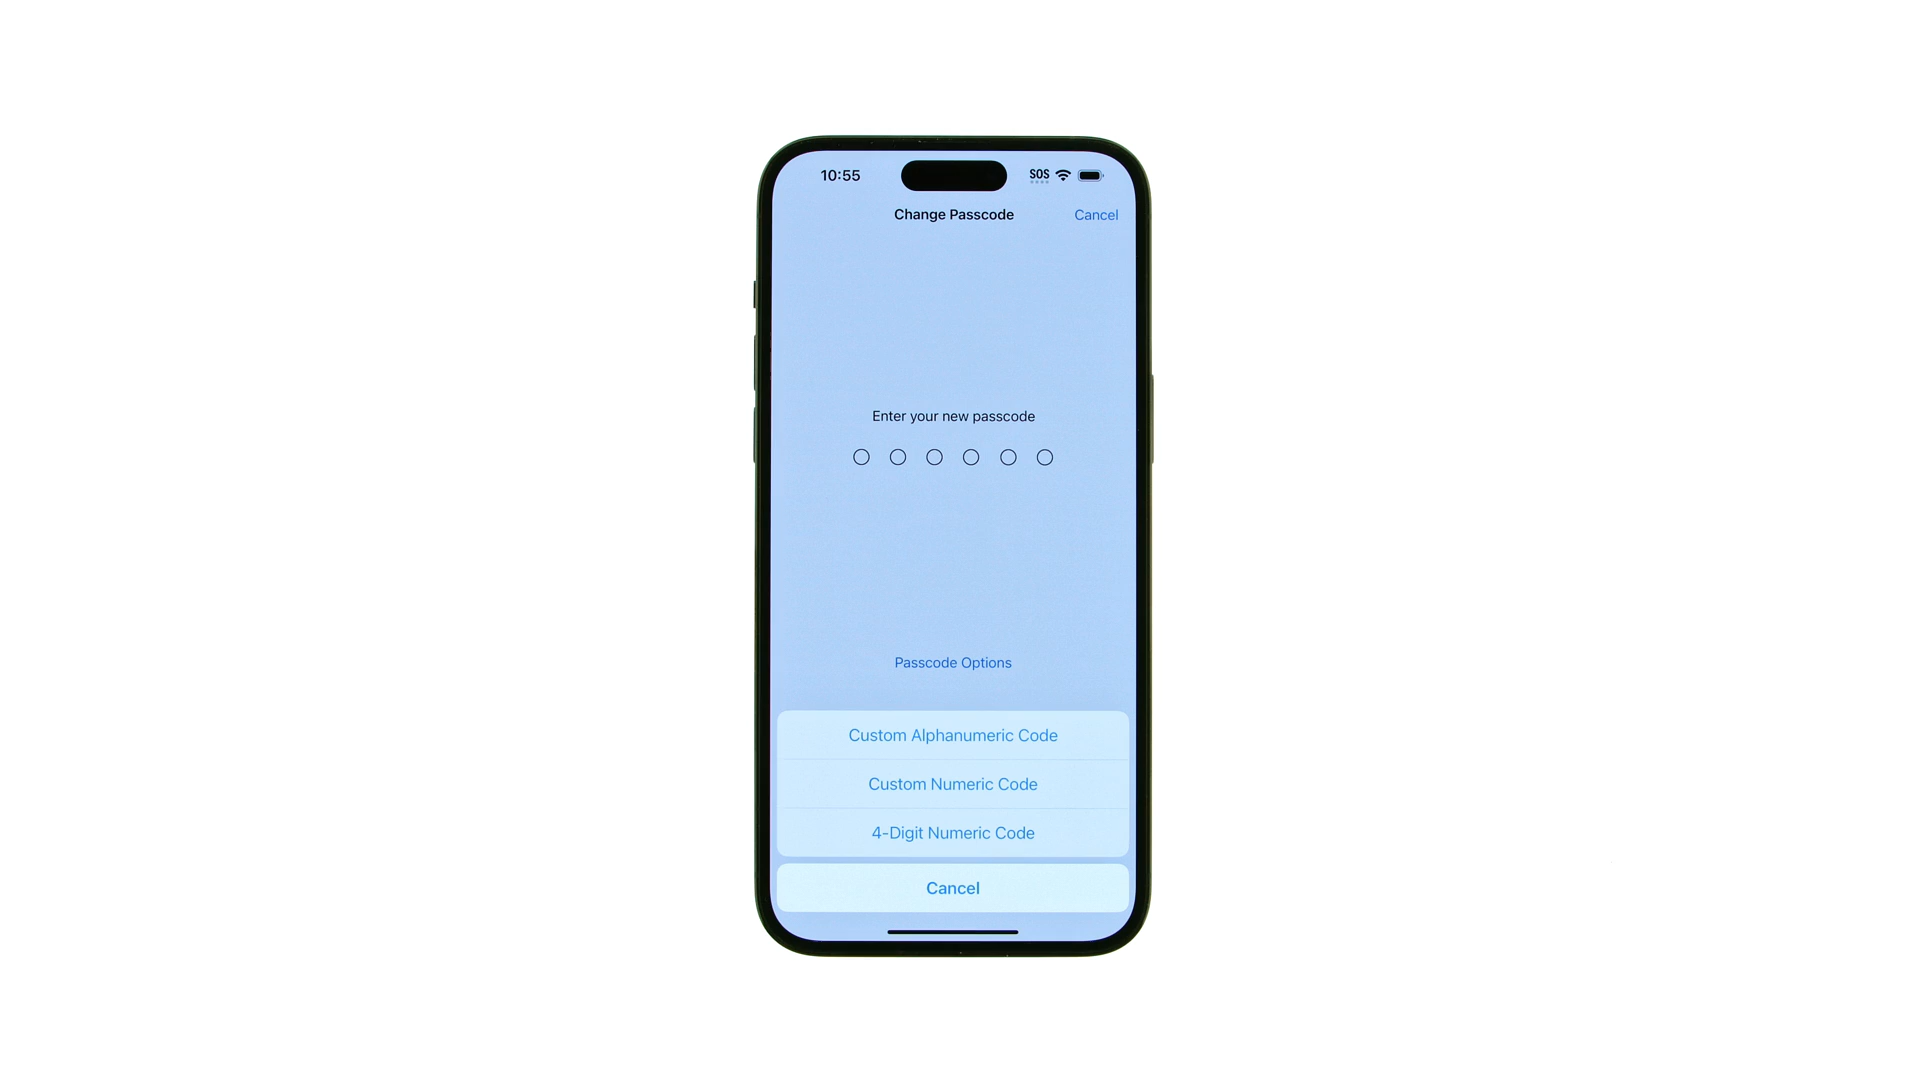 10:55
SOS
Change Passcode
Cancel
Enter your new passcode
Passcode Options
Custom Alphanumeric Code
Custom Numeric Code
4-Digit Numeric Code
Cancel